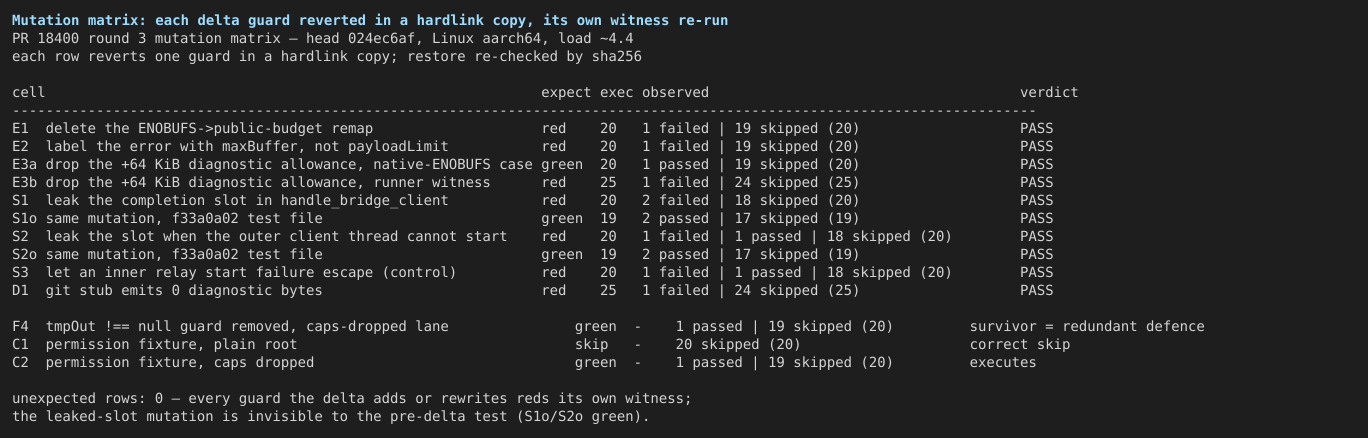 Mutation matrix: each delta guard reverted in a hardlink copy, its own witness re-run
PR 18400 round 3 mutation matrix — head 024ec6af, Linux aarch64, load ~4.4
each row reverts one guard in a hardlink copy; restore re-checked by sha256
cell expect exec observed verdict
--------------------------------------------------------------------------------------------------------------------------
E1 delete the ENOBUFS->public-budget remap red 20 1 failed | 19 skipped (20) PASS
E2 label the error with maxBuffer, not payloadLimit red 20 1 failed | 19 skipped (20) PASS
E3a drop the +64 KiB diagnostic allowance, native-ENOBUFS case green 20 1 passed | 19 skipped (20) PASS
E3b drop the +64 KiB diagnostic allowance, runner witness red 25 1 failed | 24 skipped (25) PASS
S1 leak the completion slot in handle_bridge_client red 20 2 failed | 18 skipped (20) PASS
S1o same mutation, f33a0a02 test file green 19 2 passed | 17 skipped (19) PASS
S2 leak the slot when the outer client thread cannot start red 20 1 failed | 1 passed | 18 skipped (20) PASS
S2o same mutation, f33a0a02 test file green 19 2 passed | 17 skipped (19) PASS
S3 let an inner relay start failure escape (control) red 20 1 failed | 1 passed | 18 skipped (20) PASS
D1 git stub emits 0 diagnostic bytes red 25 1 failed | 24 skipped (25) PASS
F4 tmpOut !== null guard removed, caps-dropped lane green - 1 passed | 19 skipped (20) survivor = redundant defence
C1 permission fixture, plain root skip - 20 skipped (20) correct skip
C2 permission fixture, caps dropped green - 1 passed | 19 skipped (20) executes
unexpected rows: 0 — every guard the delta adds or rewrites reds its own witness;
the leaked-slot mutation is invisible to the pre-delta test (S1o/S2o green).